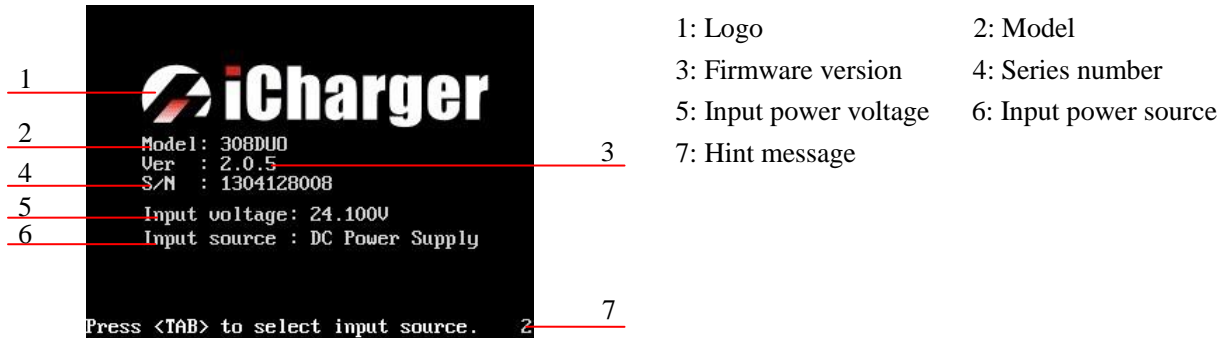 iCharger
Model: 308DUO
Ver : 2.0.5
S/N : 1304128008
Input voltage: 24.100V
Input source : DC Power Supply
Press <TAB> to select input source. 2
1
2
3
4
5
6
7
1: Logo 2: Model
3: Firmware version 4: Series number
5: Input power voltage 6: Input power source
7: Hint message